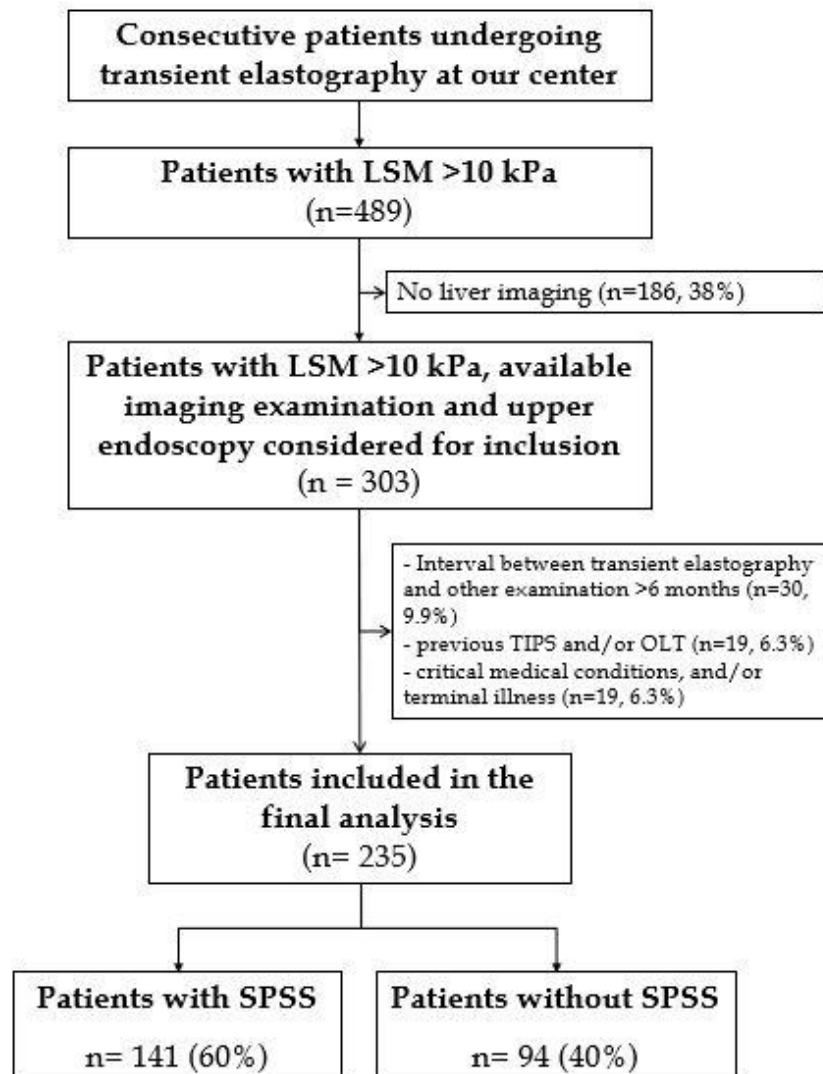 Consecutive patients undergoing
transient elastography at our center
Patients with LSM >10 kPa
(n=489)
No liver imaging (n=186, 38%)
Patients with LSM >10 kPa, available
imaging examination and upper
endoscopy considered for inclusion
(n = 303)
- Interval between transient elastography
and other examination >6 months (n=30,
9.9%)
- previous TIPS and/or OLT (n=19, 6.3%)
- critical medical conditions, and/or
terminal illness (n=19, 6.3%)
Patients included in the
final analysis
(n= 235)
Patients with SPSS
n= 141 (60%)
Patients without SPSS
n= 94 (40%)